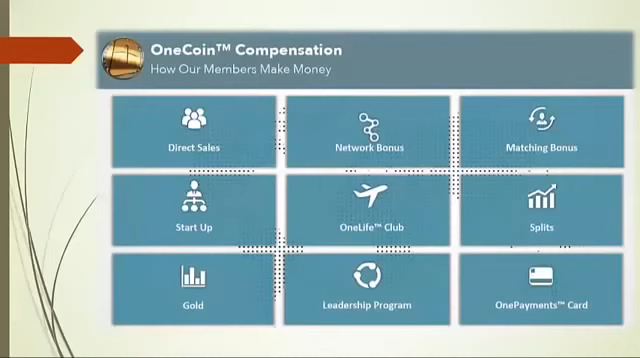 OneCoin™ Compensation
How Our Members Make Money
Direct Sales
Network Bonus
Matching Bonus
Start Up
OneLife™ Club
Splits
Gold
Leadership Program
OnePayments™ Card